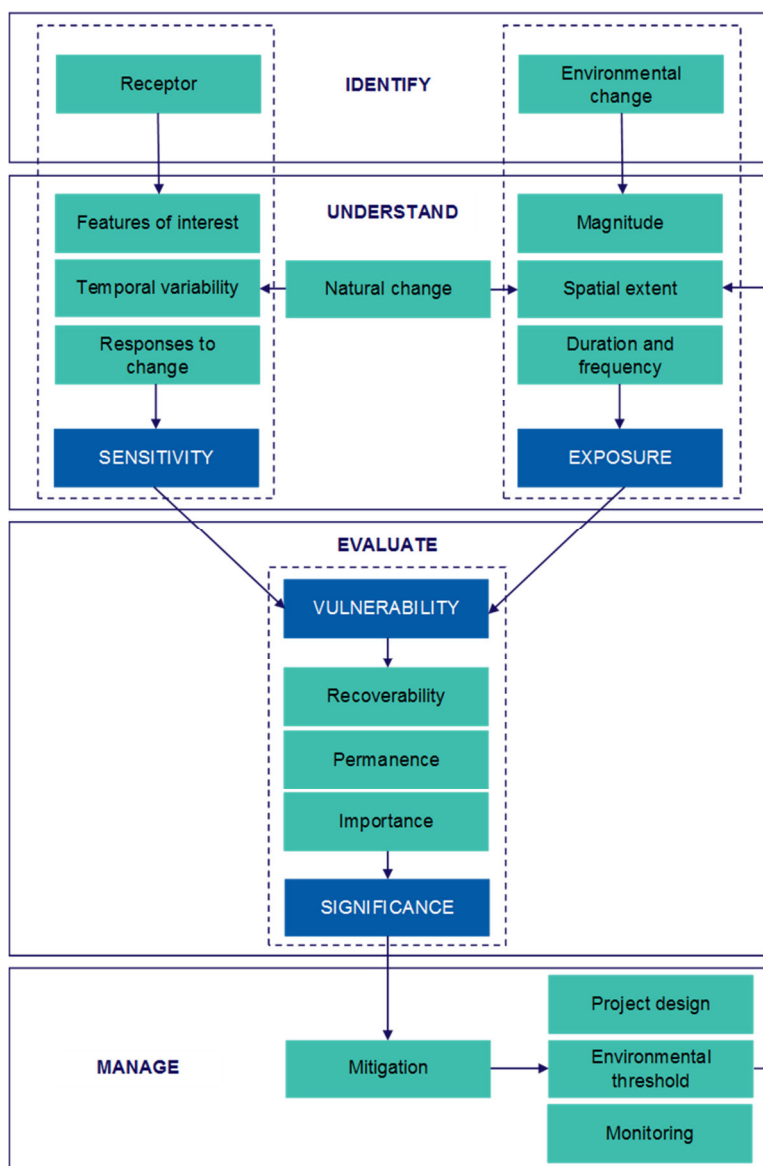 Receptor
IDENTIFY
Environmental
change
UNDERSTAND
Features of interest
Magnitude
Temporal variability
Natural change
Spatial extent
Responses to
change
Duration and
frequency
SENSITIVITY
EXPOSURE
EVALUATE
VULNERABILITY
Recoverability
Permanence
Importance
SIGNIFICANCE
MANAGE
Mitigation
Project design
Environmental
threshold
Monitoring